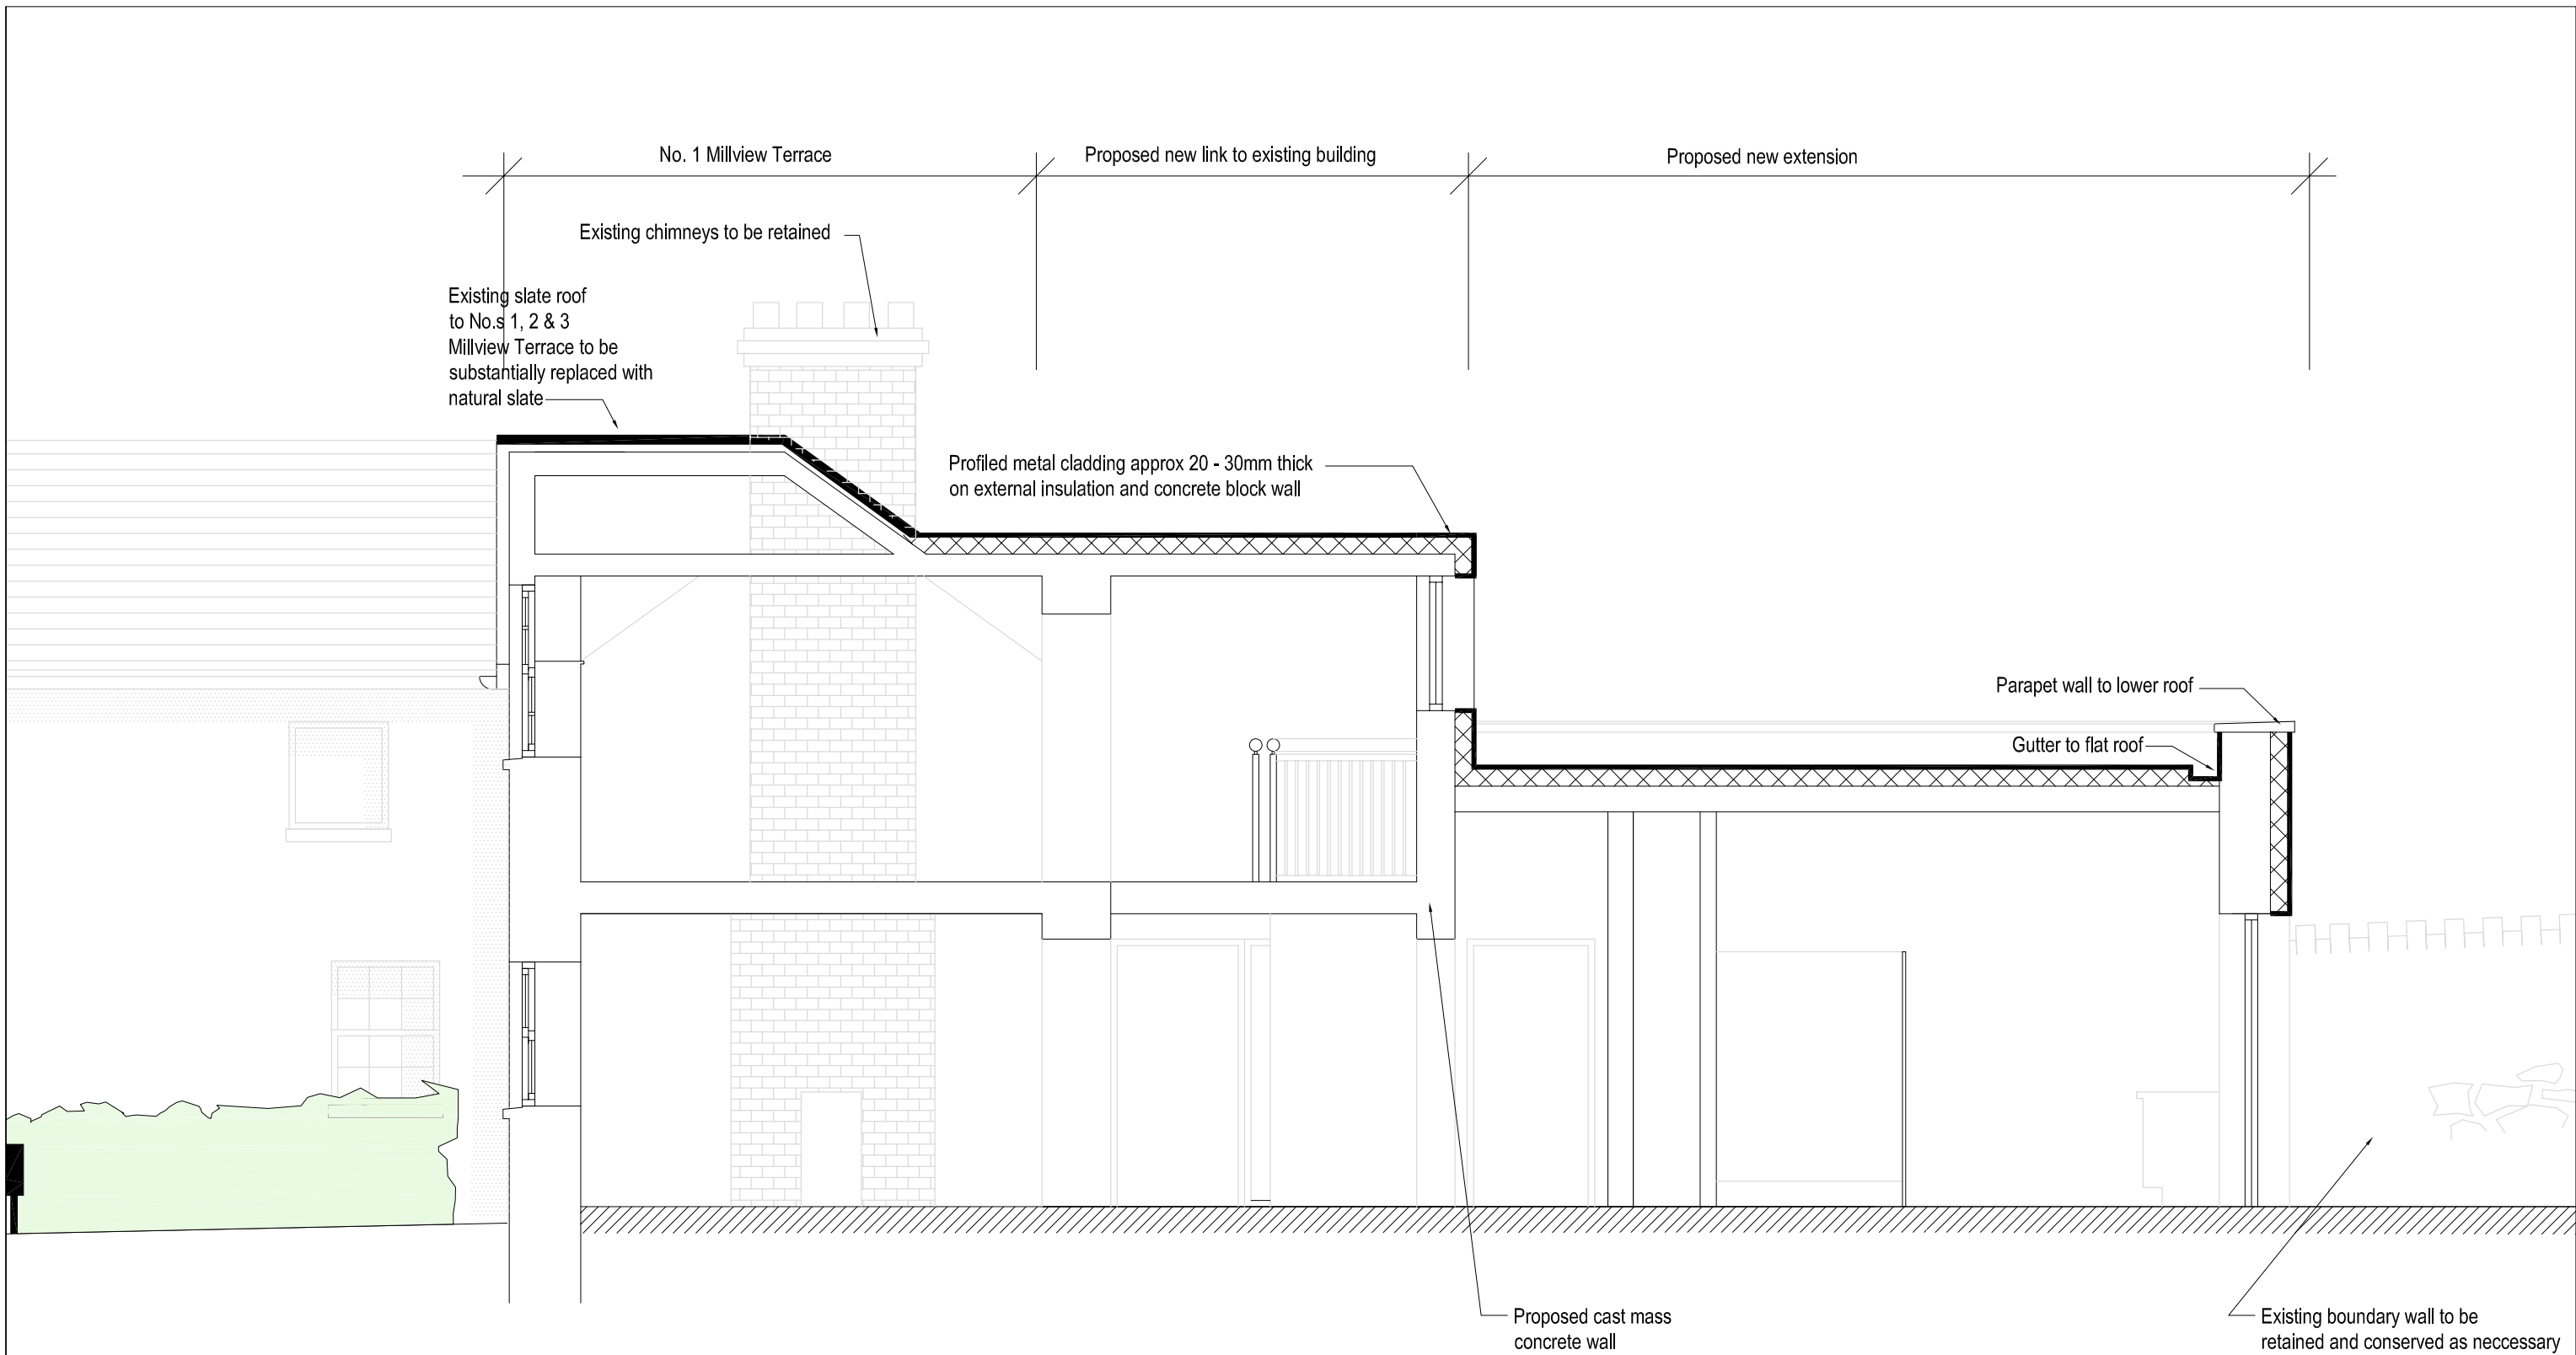 No. 1 Millview Terrace
Proposed new link to existing building
Proposed new extension
Existing chimneys to be retained
Existing slate roof
to No.s 1, 2 & 3
Millview Terrace to be
substantially replaced with
natural slate
Profiled metal cladding approx 20 - 30mm thick
on external insulation and concrete block wall
Parapet wall to lower roof
Gutter to flat roof
Proposed cast mass
concrete wall
Existing boundary wall to be
retained and conserved as neccessary